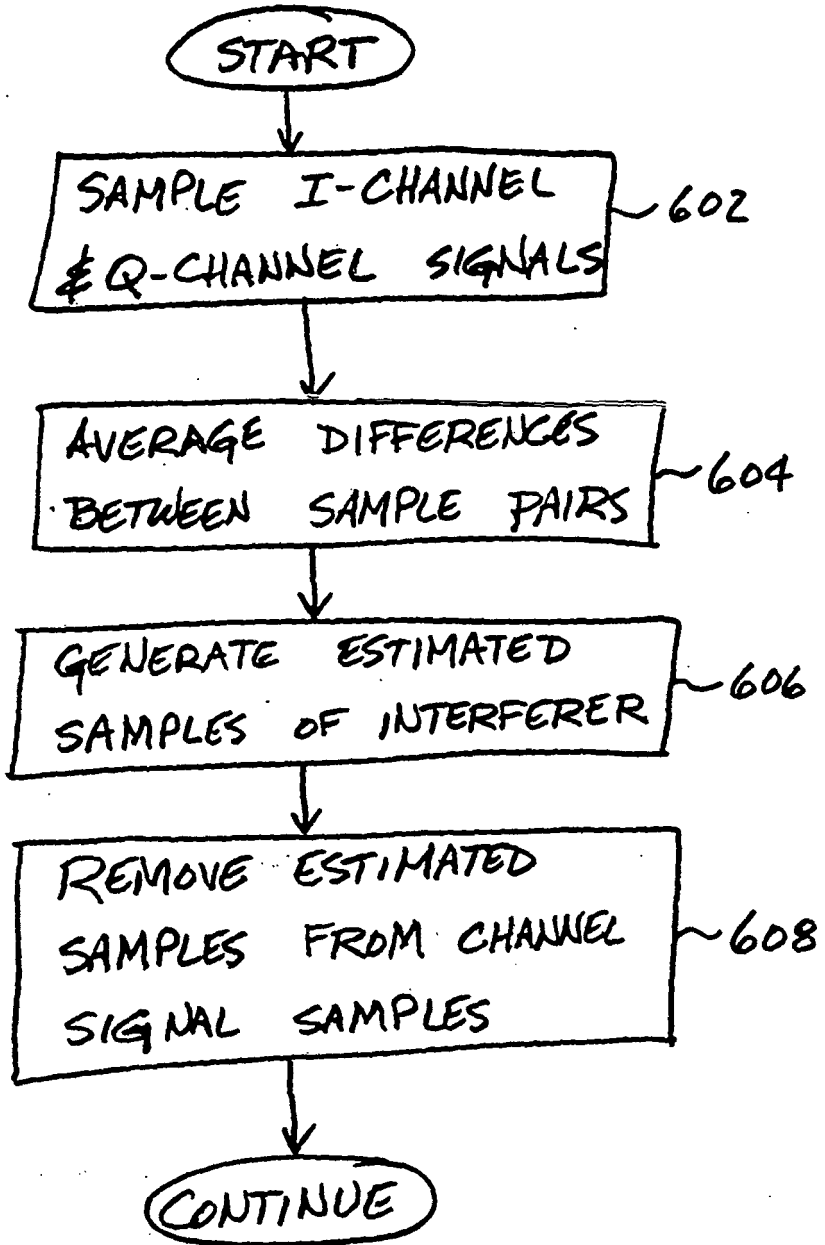 START
SAMPLE I-CHANNEL
& Q-CHANNEL SIGNALS
602
AVERAGE DIFFERENCES
BETWEEN SAMPLE PAIRS
604
GENERATE ESTIMATED
SAMPLES OF INTERFERER
606
REMOVE ESTIMATED
SAMPLES FROM CHANNEL
SIGNAL SAMPLES
608
CONTINUE